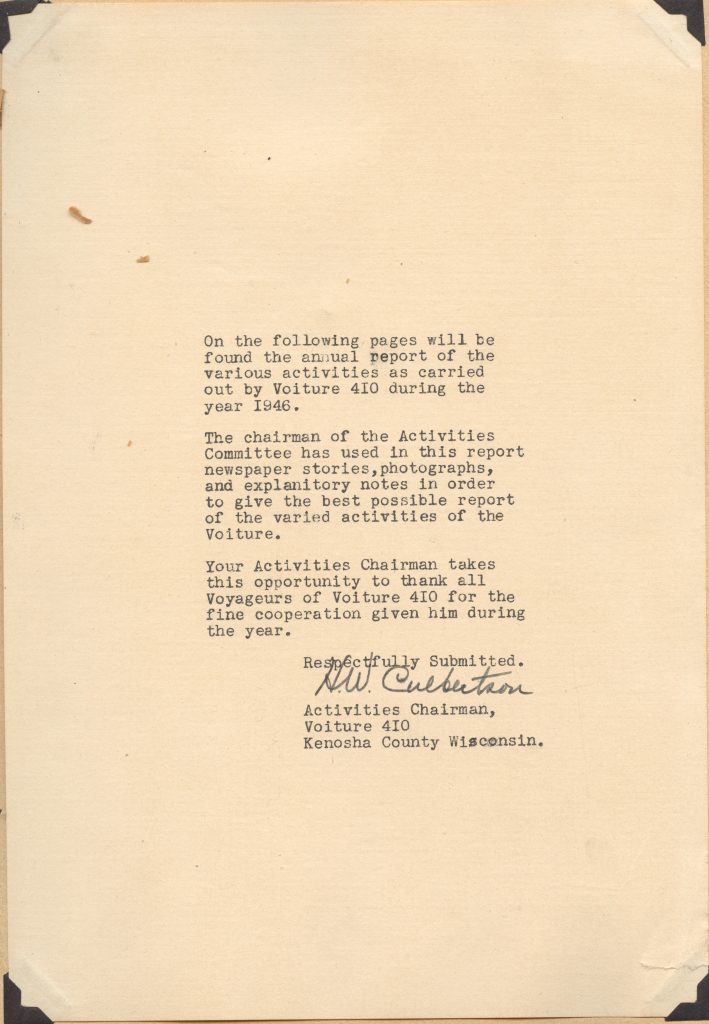 On the following pages will be
found the annual report of the
various activities as carried
out by Voiture 4IO during the
year I946.
The chairman of the Activities
Committee has used in this report
newspaper stories,photographs,
and explanitory notes in order
to give the best possible report
of the varied activities of the
Voiture.
Your Activities Chairman takes
this opportunity to thank all
Voyageurs of Voiture 4IO for the
fine cooperation given him during
the year.
Respectfully Submitted.
H.W. Culbertson
Activities Chairman,
Voiture 4IO
Kenosha County Wisconsin.